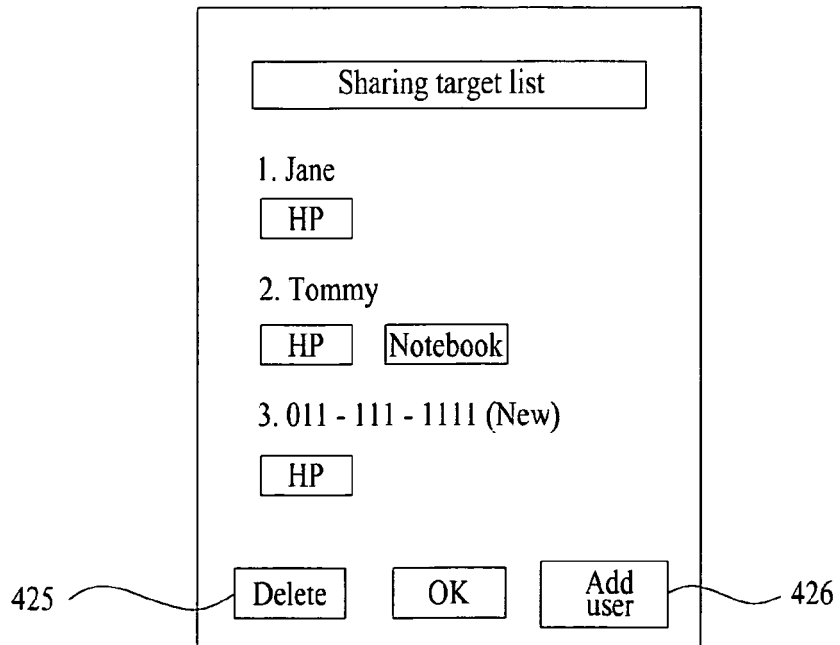 Sharing target list
1. Jane
HP
2. Tommy
HP Notebook
3. 011 - 111 - 1111 (New)
HP
425 Delete OK Add user 426